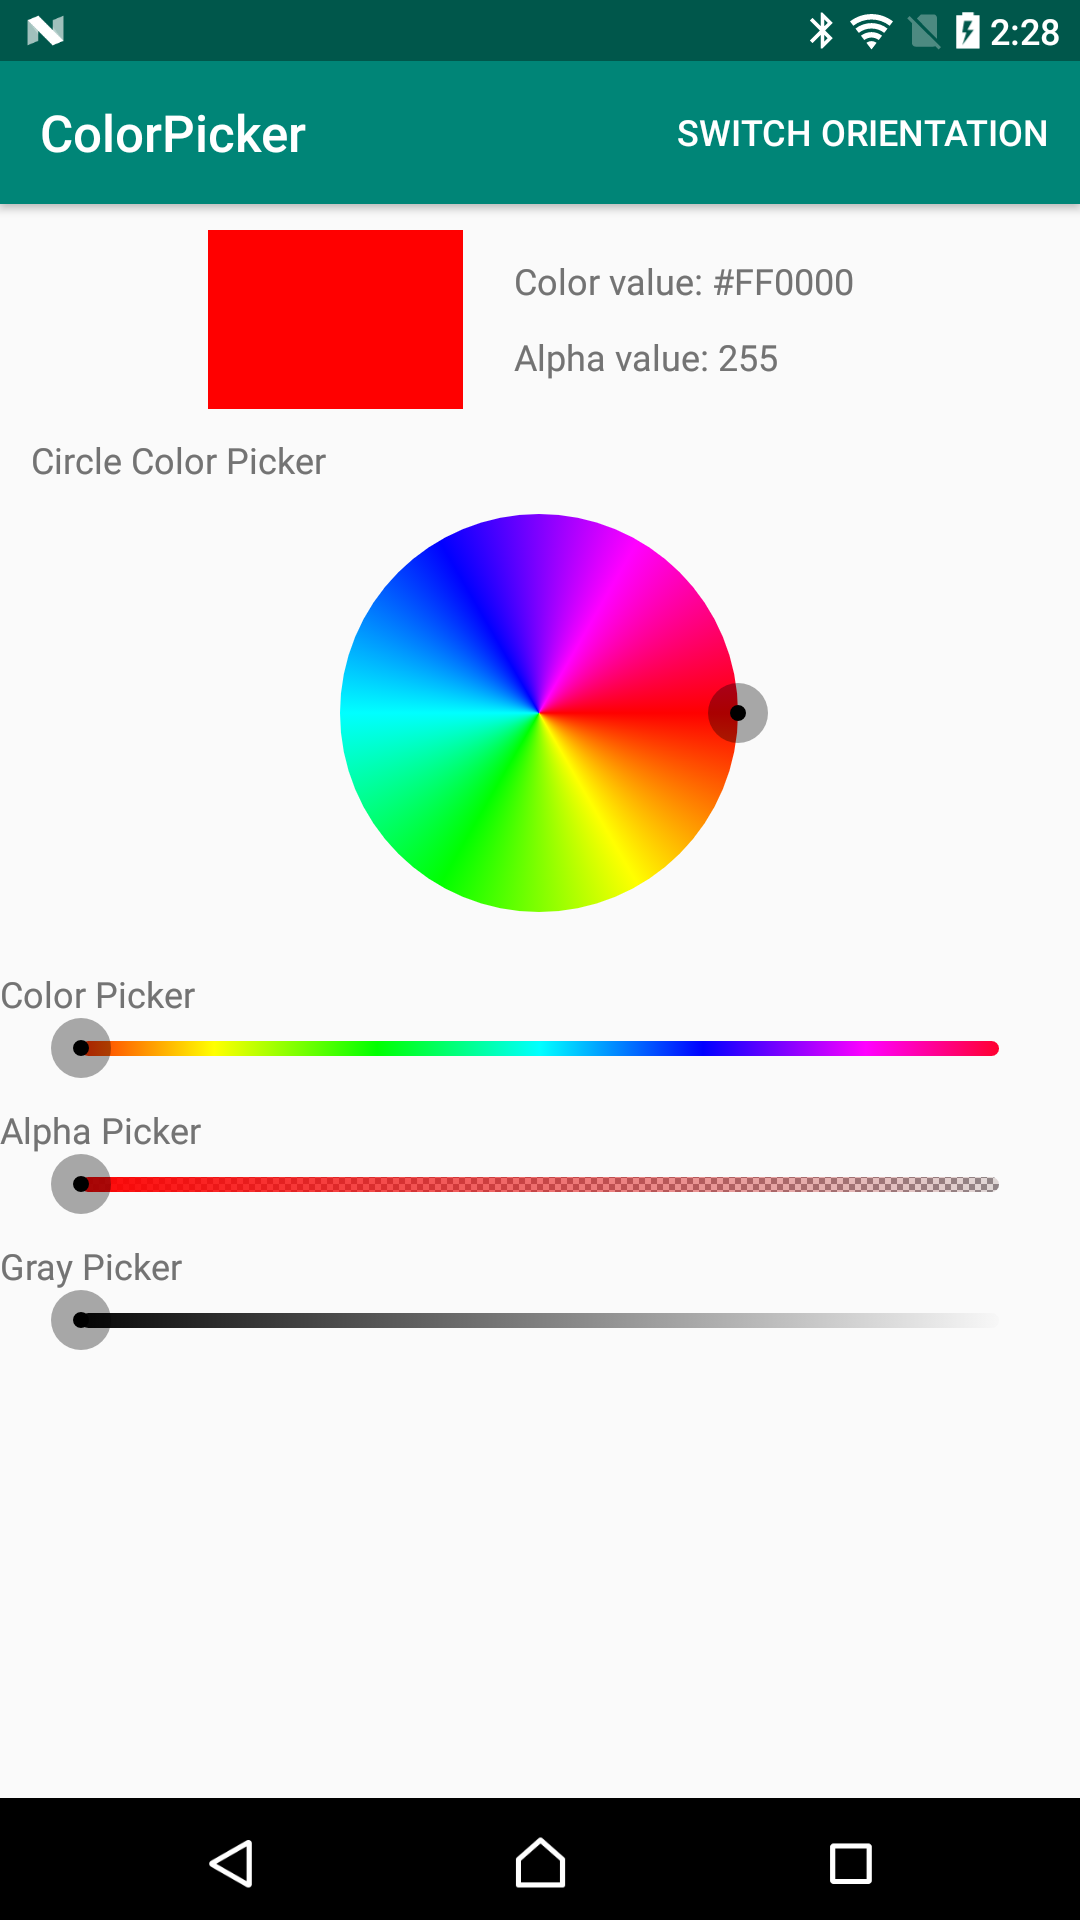 2:28
ColorPicker
SWITCH ORIENTATION
Color value: #FF0000
Alpha value: 255
Circle Color Picker
Color Picker
Alpha Picker
Gray Picker